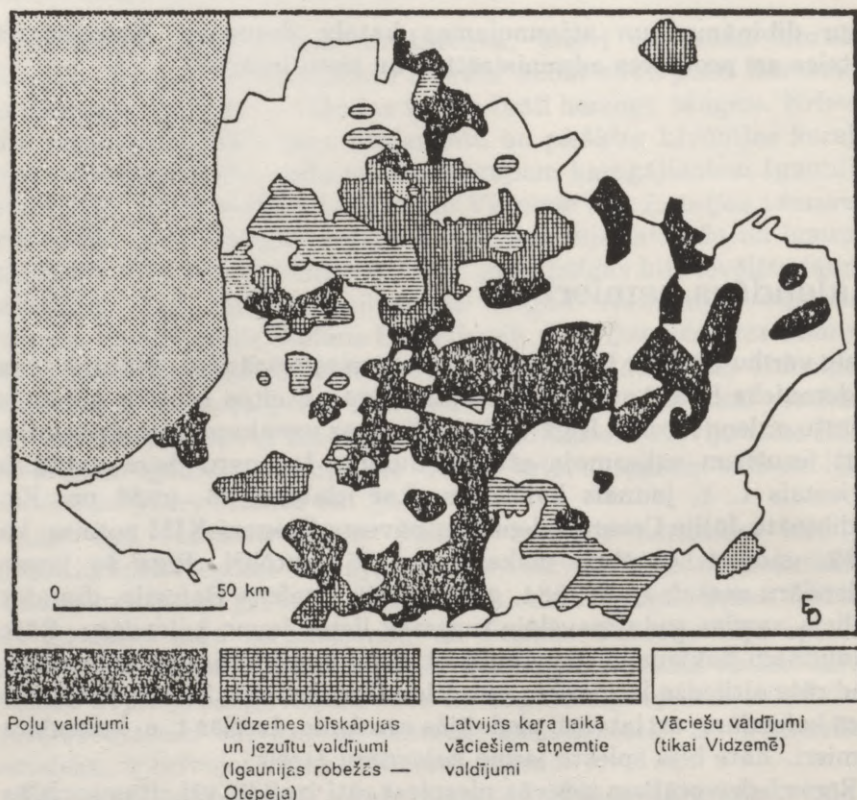 0 50 km
Poļu valdījumi
Vidzemes bīskapijas
un jezuītu valdījumi
(Igaunijas robežās —
Otepeja)
Latvijas kara laikā
vāciešiem atņemtie
valdījumi
Vāciešu valdījumi
(tikai Vidzemē)